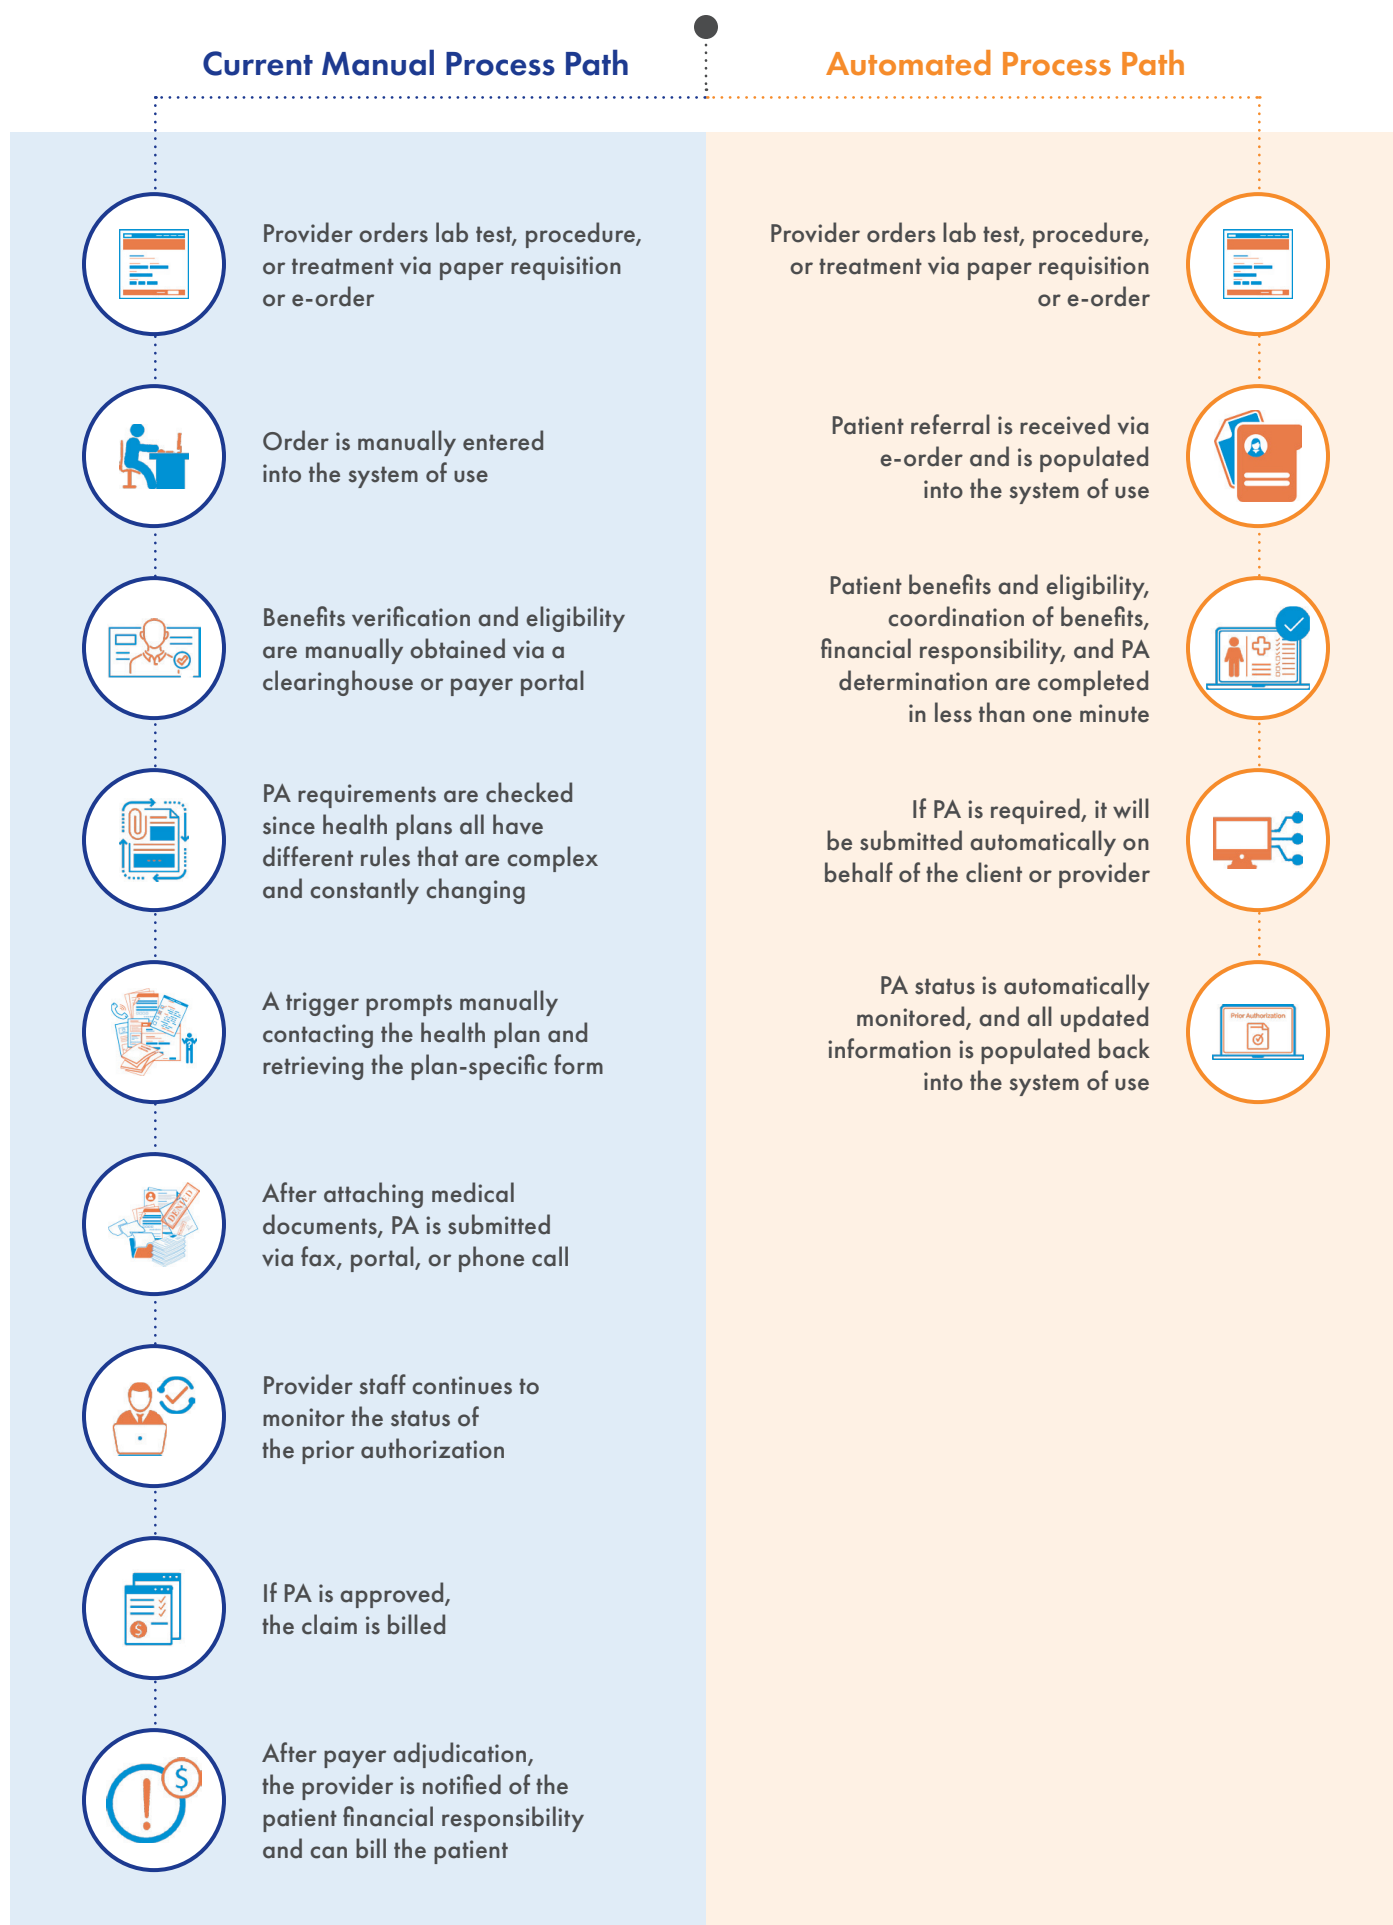 Current Manual Process Path
Provider orders lab test, procedure,
or treatment via paper requisition
or e-order
Order is manually entered
into the system of use
Benefits verification and eligibility
are manually obtained via a
clearinghouse or payer portal
PA requirements are checked
since health plans all have
different rules that are complex
and constantly changing
A trigger prompts manually
contacting the health plan and
retrieving the plan-specific form
After attaching medical
documents, PA is submitted
via fax, portal, or phone call
DENIED
Provider staff continues to
monitor the status of
the prior authorization
If PA is approved,
the claim is billed
$
After payer adjudication,
the provider is notified of the
patient financial responsibility
and can bill the patient
$
Automated Process Path
Provider orders lab test, procedure,
or treatment via paper requisition
or e-order
Patient referral is received via
e-order and is populated
into the system of use
Patient benefits and eligibility,
coordination of benefits,
financial responsibility, and PA
determination are completed
in less than one minute
If PA is required, it will
be submitted automatically on
behalf of the client or provider
PA status is automatically
monitored, and all updated
information is populated back
into the system of use
Prior Authorization